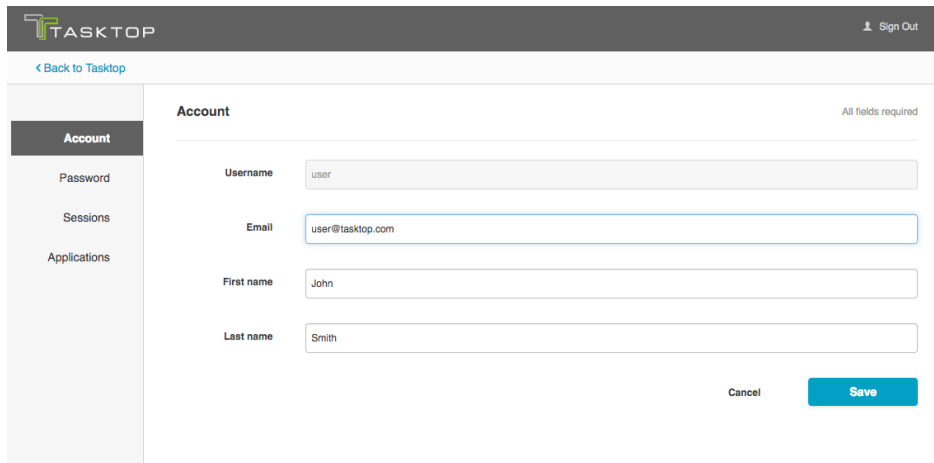 TASKTOP
Sign Out
Back to Tasktop
Account
Password
Sessions
Applications
Account
All fields required
Username
user
Email
user@tasktop.com
First name
John
Last name
Smith
Cancel
Save